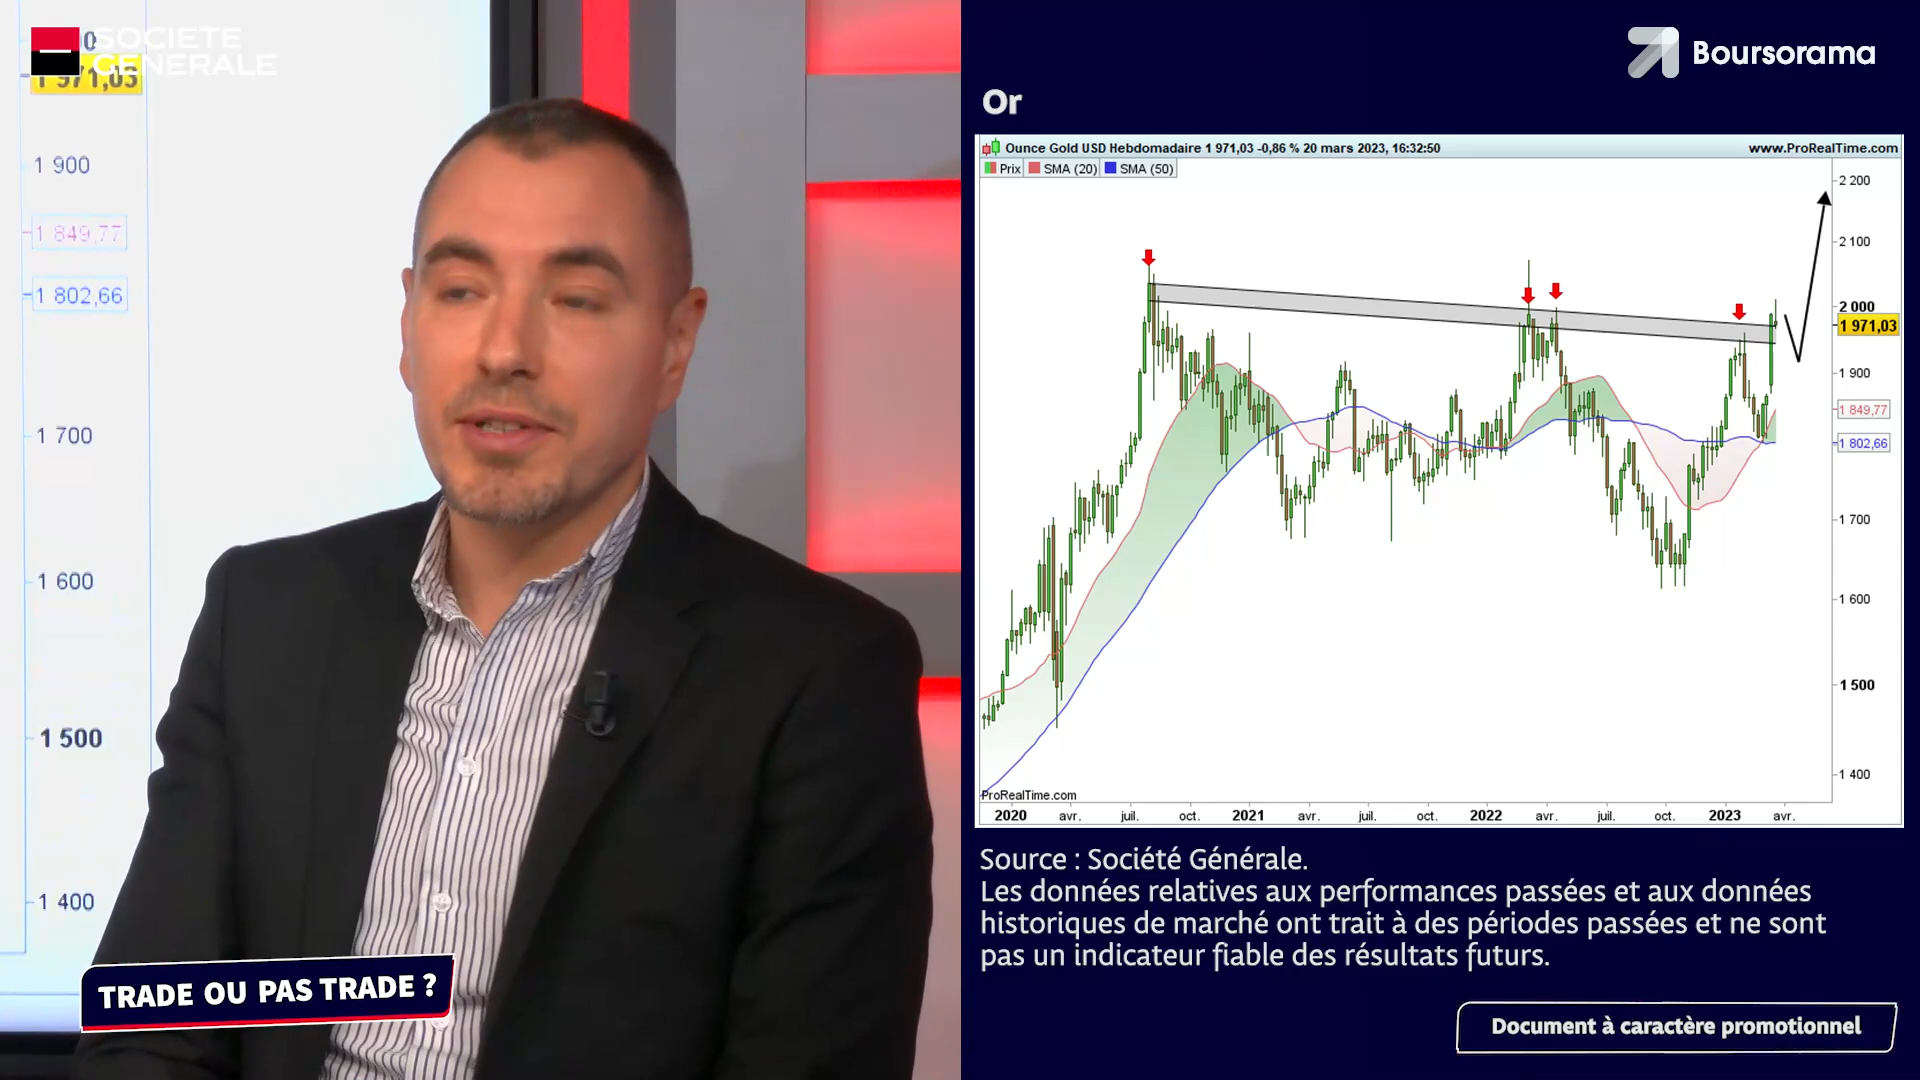 SOCIETE
GENERALE
1 971,03
1 900
1 849,77
1 802,66
1 700
1 600
1 500
1 400
TRADE OU PAS TRADE ?
Boursorama
Or
Ounce Gold USD Hebdomadaire 1 971,03 -0,86 % 20 mars 2023, 16:32:50
www.ProRealTime.com
Prix SMA (20) SMA (50)
2 200
2 100
2 000
1 971,03
1 900
1 849,77
1 802,66
1 700
1 600
1 500
1 400
ProRealTime.com
2020 avr. juil. oct. 2021 avr. juil. oct. 2022 avr. juil. oct. 2023 avr.
Source : Société Générale.
Les données relatives aux performances passées et aux données
historiques de marché ont trait à des périodes passées et ne sont
pas un indicateur fiable des résultats futurs.
Document à caractère promotionnel